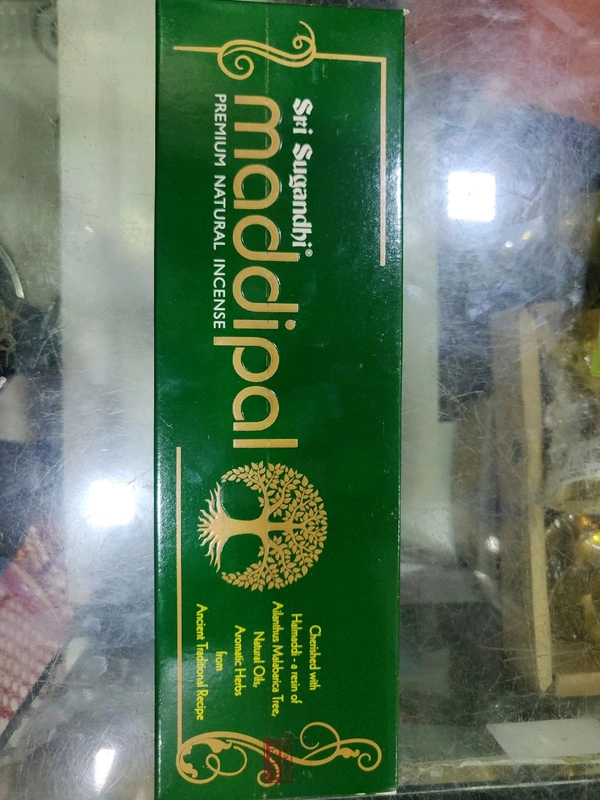 Sri Sugandhi®
maddipal
PREMIUM NATURAL INCENSE
Cherished with
Halmaddi - a resin of
Ailanthus Malabarica Tree,
Natural Oils,
Aromatic Herbs
from
Ancient Traditional Recipe